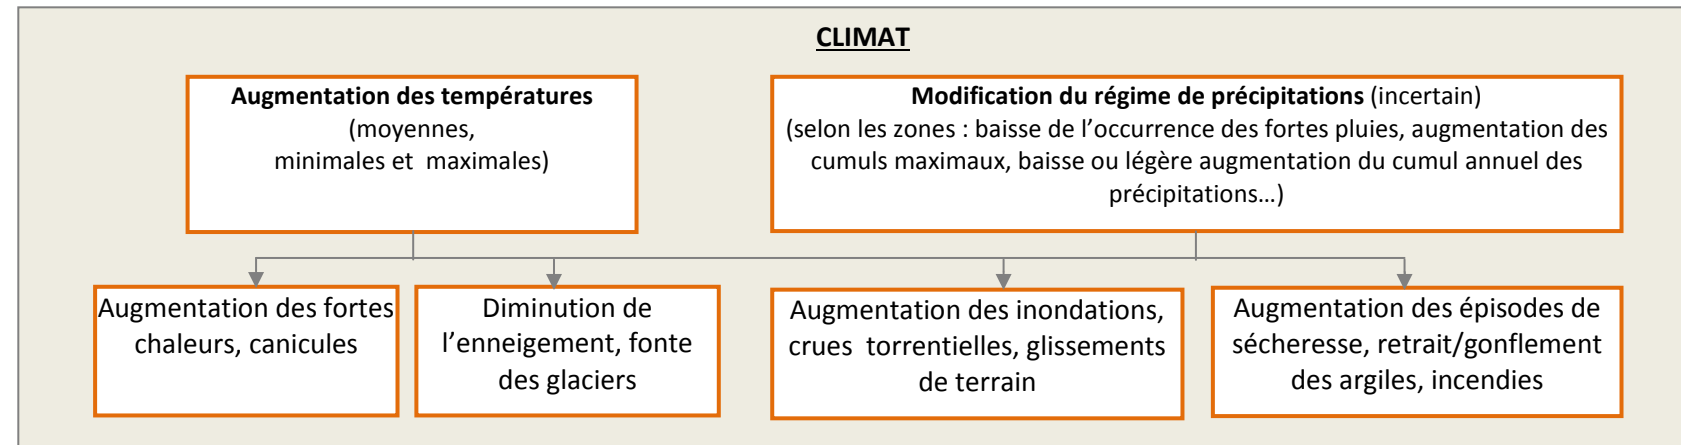 CLIMAT
Augmentation des températures
(moyennes,
minimales et  maximales)
Modification du régime de précipitations (incertain)
(selon les zones : baisse de l’occurrence des fortes pluies, augmentation des
cumuls maximaux, baisse ou légère augmentation du cumul annuel des
précipitations…)
Augmentation des fortes
chaleurs, canicules
Diminution de
l’enneigement, fonte
des glaciers
Augmentation des inondations,
crues  torrentielles, glissements
de terrain
Augmentation des épisodes de
sécheresse, retrait/gonflement
des argiles, incendies